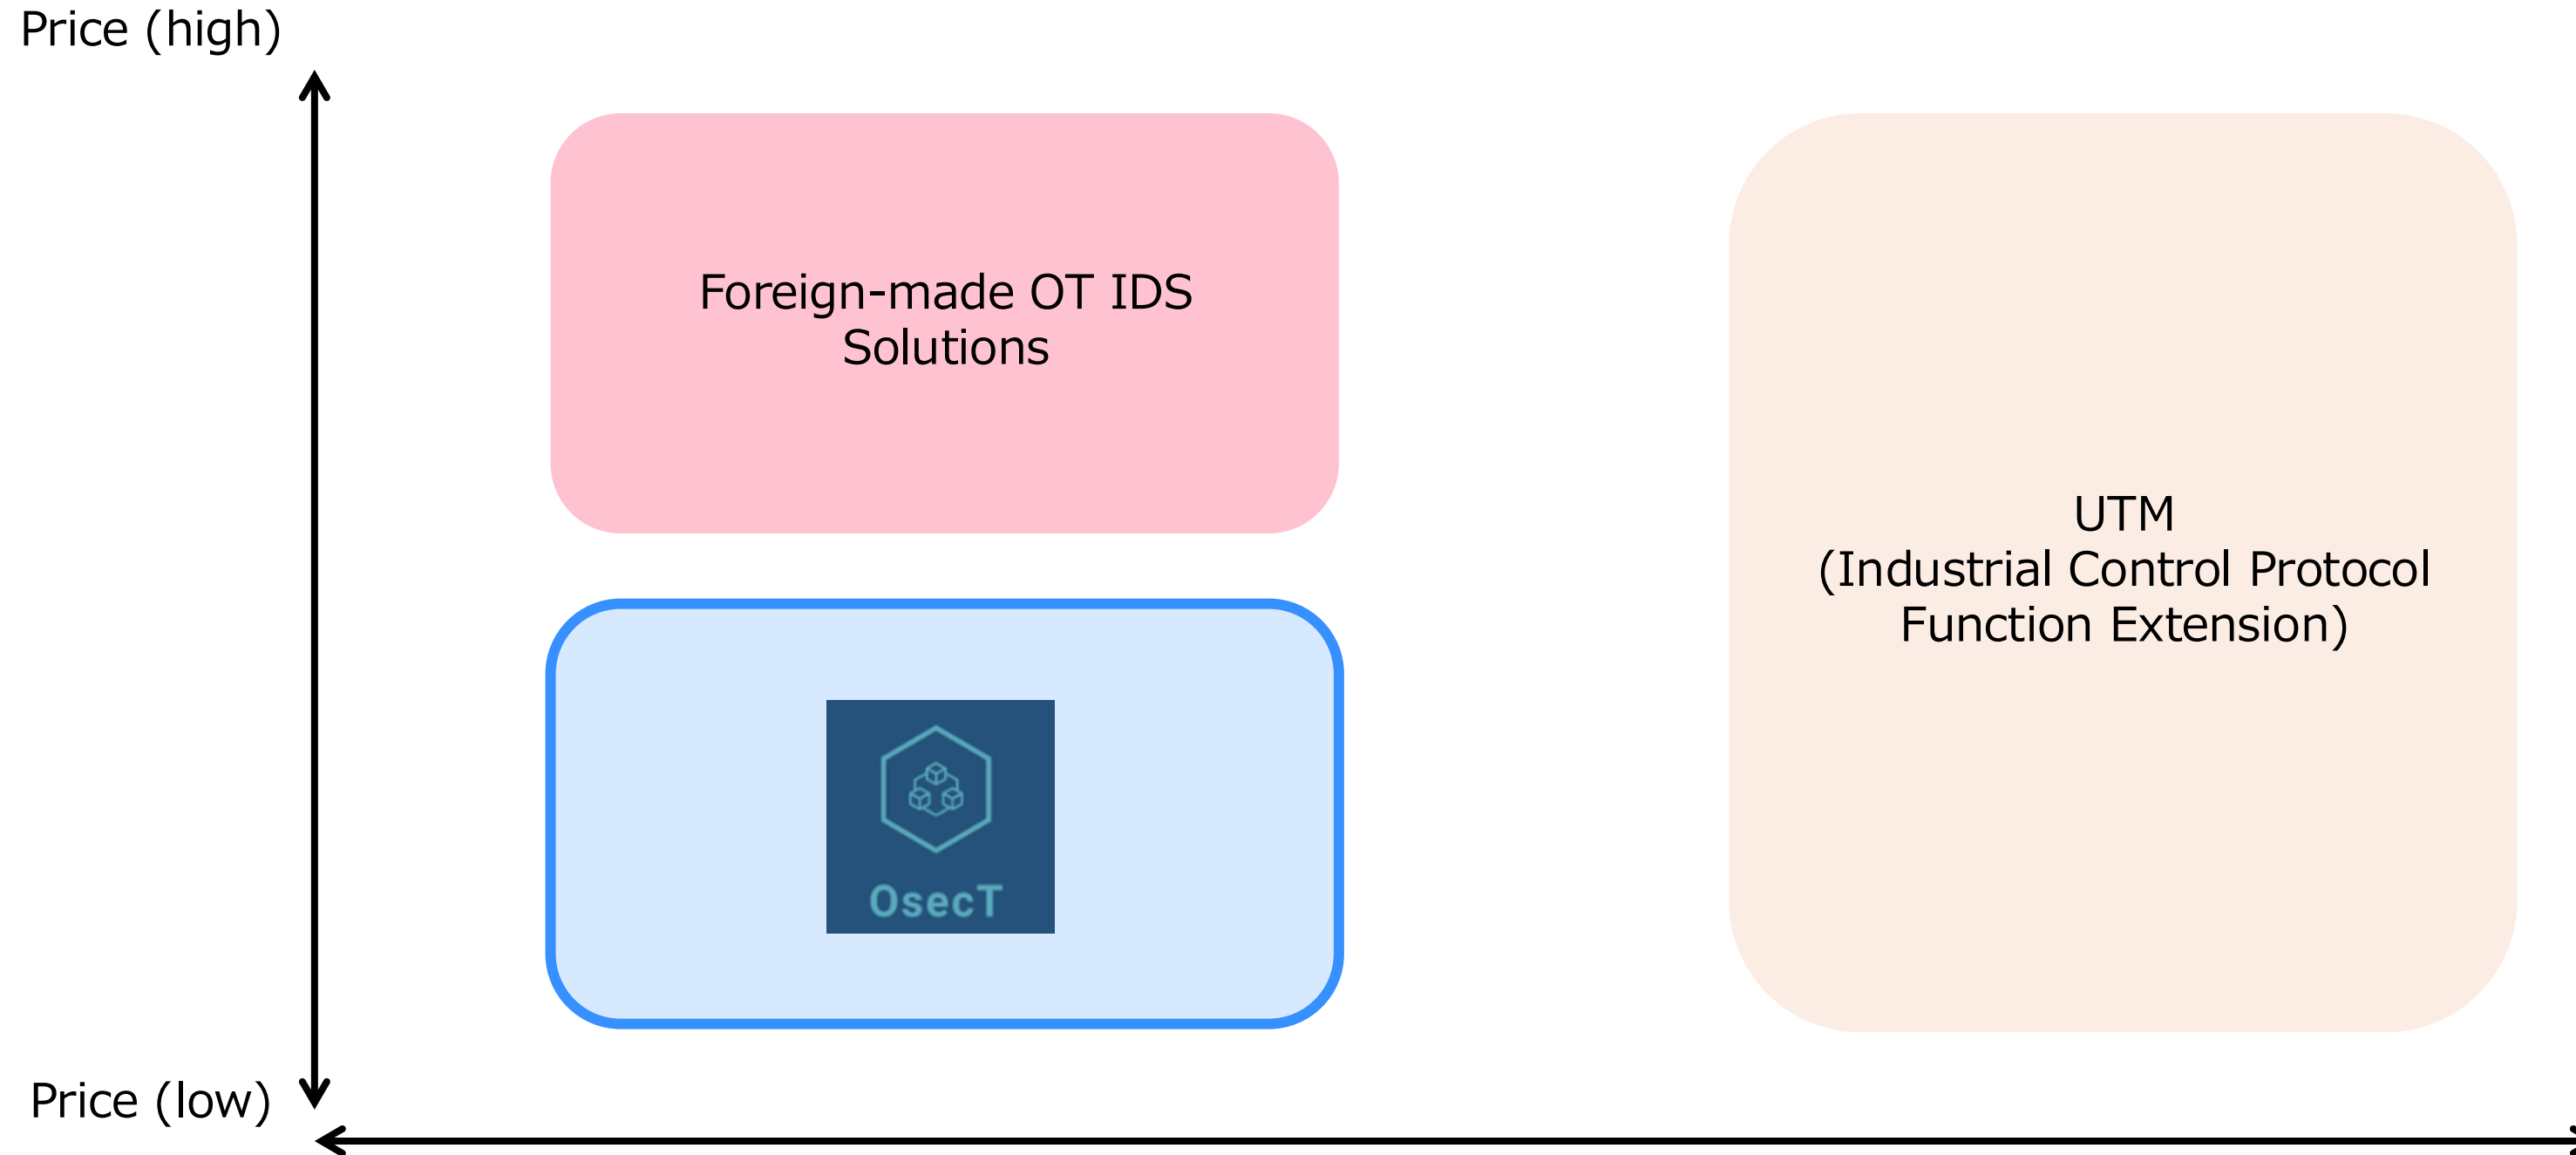 Price (high)
Foreign-made OT IDS
Solutions
UTM
(Industrial Control Protocol
Function Extension)
OsecT
Price (low)